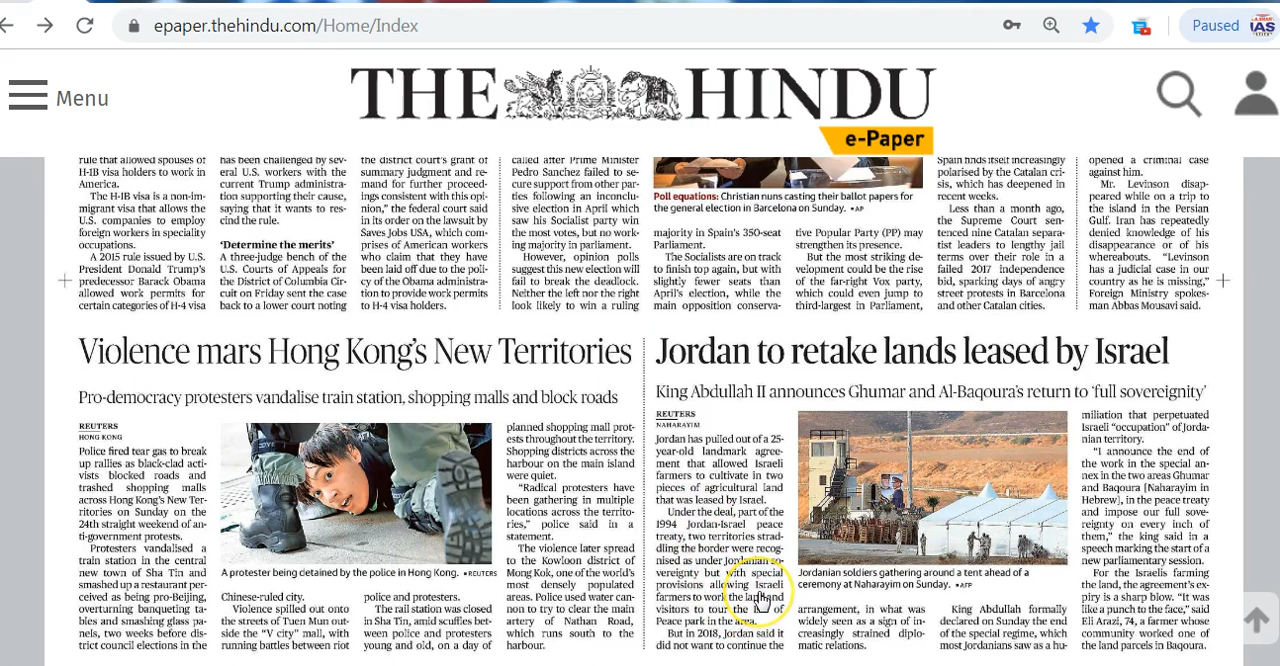 epaper.thehindu.com/Home/Index
Paused
IAS
Menu
THE HINDU
e-Paper
rule that allowed spouses of
H-1B visa holders to work in
America.
The H-1B visa is a non-im-
migrant visa that allows the
U.S. companies to employ
foreign workers in speciality
occupations.
A 2015 rule issued by U.S.
President Donald Trump's
predecessor Barack Obama
allowed work permits for
certain categories of H-4 visa
has been challenged by sev-
eral U.S. workers with the
current Trump administra-
tion supporting their cause,
saying that it wants to res-
cind the rule.
'Determine the merits'
A three-judge bench of the
U.S. Courts of Appeals for
the District of Columbia Cir-
cuit on Friday sent the case
back to a lower court noting
the district court's grant of
summary judgment and re-
mand for further proceed-
ings consistent with this opi-
nion," the federal court said
in its order on the lawsuit by
Saves Jobs USA, which com-
prises of American workers
who claim that they have
been laid off due to the poli-
cy of the Obama administra-
tion to provide work permits
to H-4 visa holders.
called after Prime Minister
Pedro Sanchez failed to se-
cure support from other par-
ties following an inconclu-
sive election in April which
saw his Socialist party win
the most votes, but no work-
ing majority in parliament.
However, opinion polls
suggest this new election will
fail to break the deadlock.
Neither the left nor the right
look likely to win a ruling
Poll equations: Christian nuns casting their ballot papers for
the general election in Barcelona on Sunday. •AP
majority in Spain's 350-seat
Parliament.
The Socialists are on track
to finish top again, but with
slightly fewer seats than
April's election, while the
main opposition conserva-
tive Popular Party (PP) may
strengthen its presence.
But the most striking de-
velopment could be the rise
of the far-right Vox party,
which could even jump to
third-largest in Parliament,
Spain finds itself increasingly
polarised by the Catalan cri-
sis, which has deepened in
recent weeks.
Less than a month ago,
the Supreme Court sen-
tenced nine Catalan separa-
tist leaders to lengthy jail
terms over their role in a
failed 2017 independence
bid, sparking days of angry
street protests in Barcelona
and other Catalan cities.
opened a criminal case
against him.
Mr. Levinson disap-
peared while on a trip to
the island in the Persian
Gulf. Iran has repeatedly
denied knowledge of his
disappearance or of his
whereabouts. "Levinson
has a judicial case in our
country as he is missing,"
Foreign Ministry spokes-
man Abbas Mousavi said.
Violence mars Hong Kong's New Territories
Pro-democracy protesters vandalise train station, shopping malls and block roads
REUTERS
HONG KONG
Police fired tear gas to break
up rallies as black-clad acti-
vists blocked roads and
trashed shopping malls
across Hong Kong's New Ter-
ritories on Sunday on the
24th straight weekend of an-
ti-government protests.
Protesters vandalised a
train station in the central
new town of Sha Tin and
smashed up a restaurant per-
ceived as being pro-Beijing,
overturning banqueting ta-
bles and smashing glass pa-
nels, two weeks before dis-
trict council elections in the
A protester being detained by the police in Hong Kong. •REUTERS
Chinese-ruled city.
Violence spilled out onto
the streets of Tuen Mun out-
side the "V city" mall, with
running battles between riot
police and protesters.
The rail station was closed
in Sha Tin, amid scuffles bet-
ween police and protesters
young and old, on a day of
planned shopping mall prot-
ests throughout the territory.
Shopping districts across the
harbour on the main island
were quiet.
"Radical protesters have
been gathering in multiple
locations across the territo-
ries," police said in a
statement.
The violence later spread
to the Kowloon district of
Mong Kok, one of the world's
most densely populated
areas. Police used water can-
non to try to clear the main
artery of Nathan Road,
which runs south to the
harbour.
Jordan to retake lands leased by Israel
King Abdullah II announces Ghumar and Al-Baqoura's return to 'full sovereignty'
REUTERS
NAHARAYIM
Jordan has pulled out of a 25-
year-old landmark agree-
ment that allowed Israeli
farmers to cultivate in two
pieces of agricultural land
that was leased by Israel.
Under the deal, part of the
1994 Jordan-Israel peace
treaty, two territories strad-
dling the border were recog-
nised as under Jordanian so-
vereignty but with special
provisions allowing Israeli
farmers to work the land and
visitors to tour the of
Peace park in the area.
But in 2018, Jordan said it
did not want to continue the
Jordanian soldiers gathering around a tent ahead of a
ceremony at Naharayim on Sunday. •AFP
arrangement, in what was
widely seen as a sign of in-
creasingly strained diplo-
matic relations.
King Abdullah formally
declared on Sunday the end
of the special regime, which
most Jordanians saw as a hu-
miliation that perpetuated
Israeli "occupation" of Jorda-
nian territory.
"I announce the end of
the work in the special an-
nex in the two areas Ghumar
and Baqoura [Naharayim in
Hebrew], in the peace treaty
and impose our full sove-
reignty on every inch of
them," the king said in a
speech marking the start of a
new parliamentary session.
For the Israelis farming
the land, the agreement's ex-
piry is a sharp blow. "It was
like a punch to the face," said
Eli Arazi, 74, a farmer whose
community worked one of
the land parcels in Baqoura.